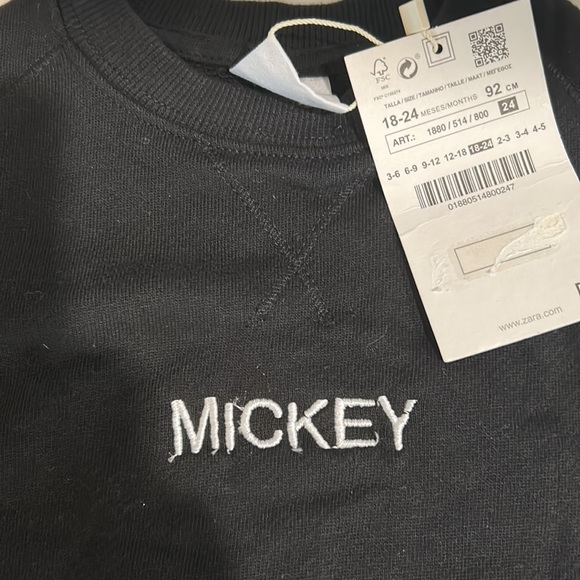 FSC
MIX
TALLA / SIZE / TAMANHO / TAILLE / MAAT / ΜΕΓΕΘΟΣ
18-24 MESES/MONTHS 92 CM
ART.: 1880 / 514 / 800 24
3-6 6-9 9-12 12-18 18-24 2-3 3-4 4-5
01880514800247
www.zara.com
MICKEY